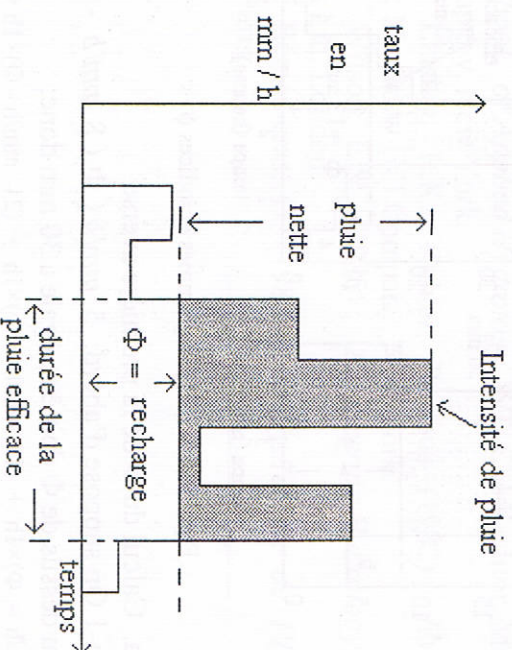 Intensité de pluie
taux
en
mm / h
pluie
nette
Φ = recharge
durée de la
pluie efficace
temps